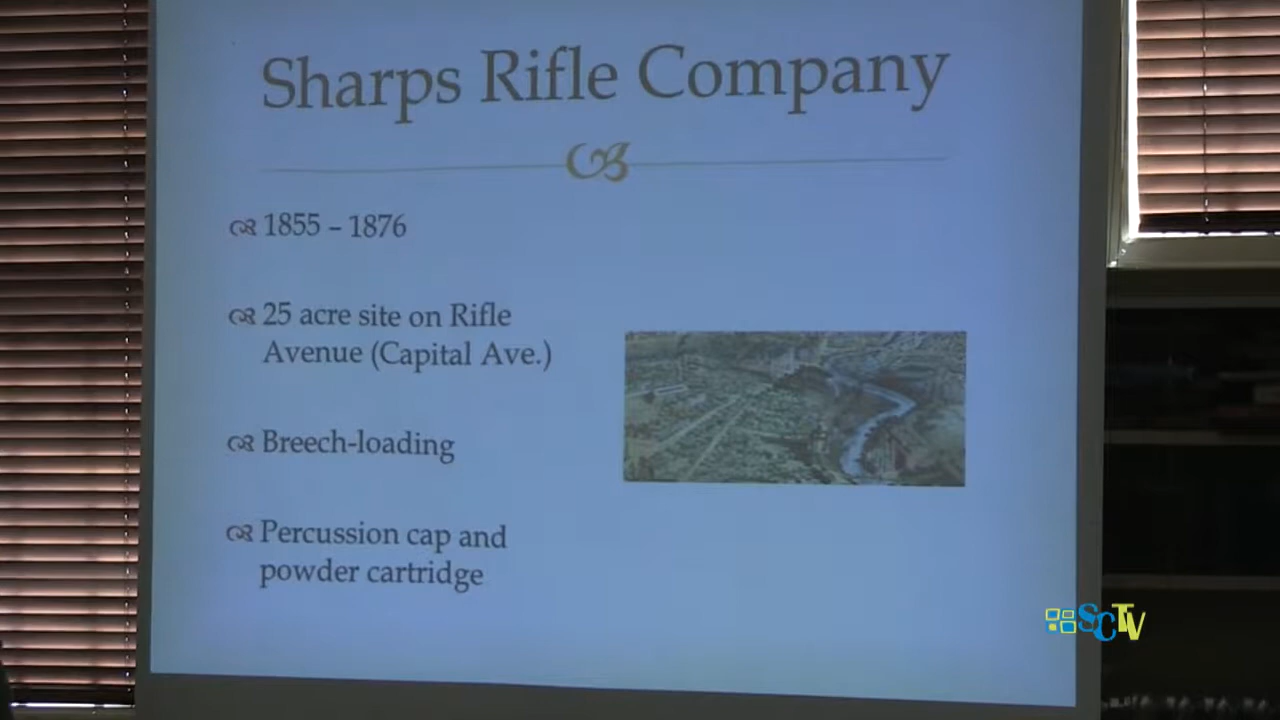 Sharps Rifle Company
1855 – 1876
25 acre site on Rifle
Avenue (Capital Ave.)
Breech-loading
Percussion cap and
powder cartridge
SCTV